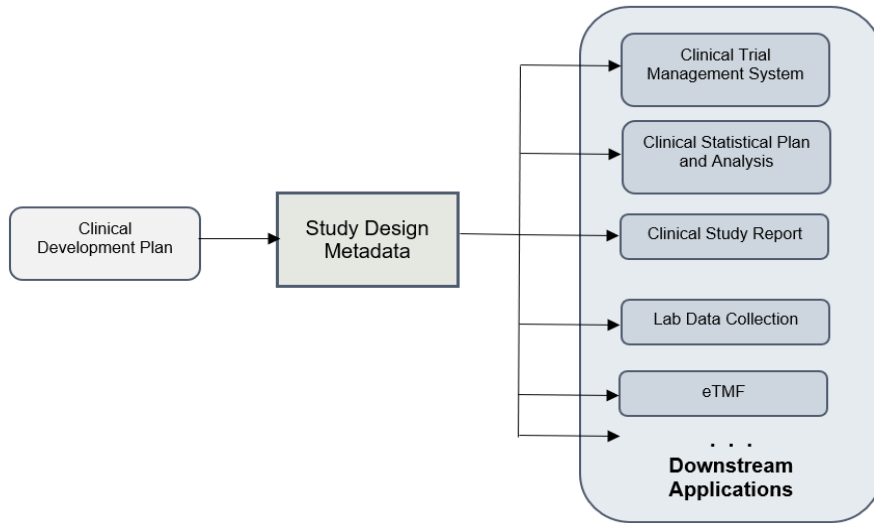 Clinical
Development Plan
Study Design
Metadata
Clinical Trial
Management System
Clinical Statistical Plan
and Analysis
Clinical Study Report
Lab Data Collection
eTMF
. . .
Downstream
Applications